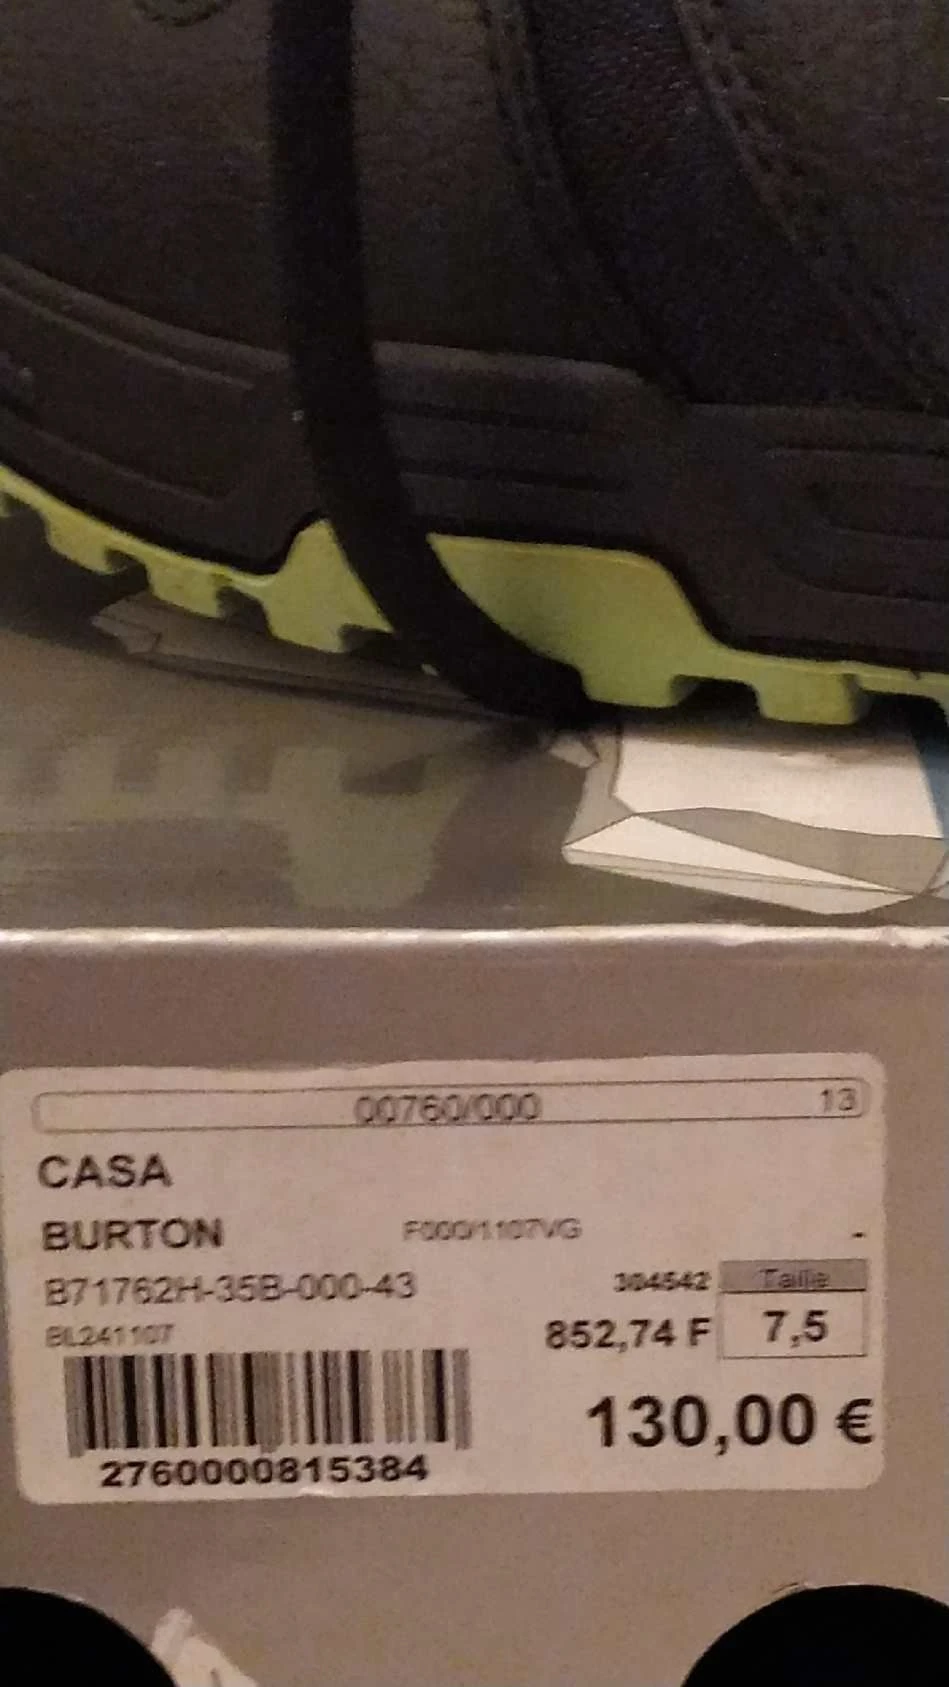 00760/000 13
CASA
BURTON F000/1107VG -
B71762H-35B-000-43 304542 Taille
BL241107 852,74 F 7,5
130,00 €
2760000815384